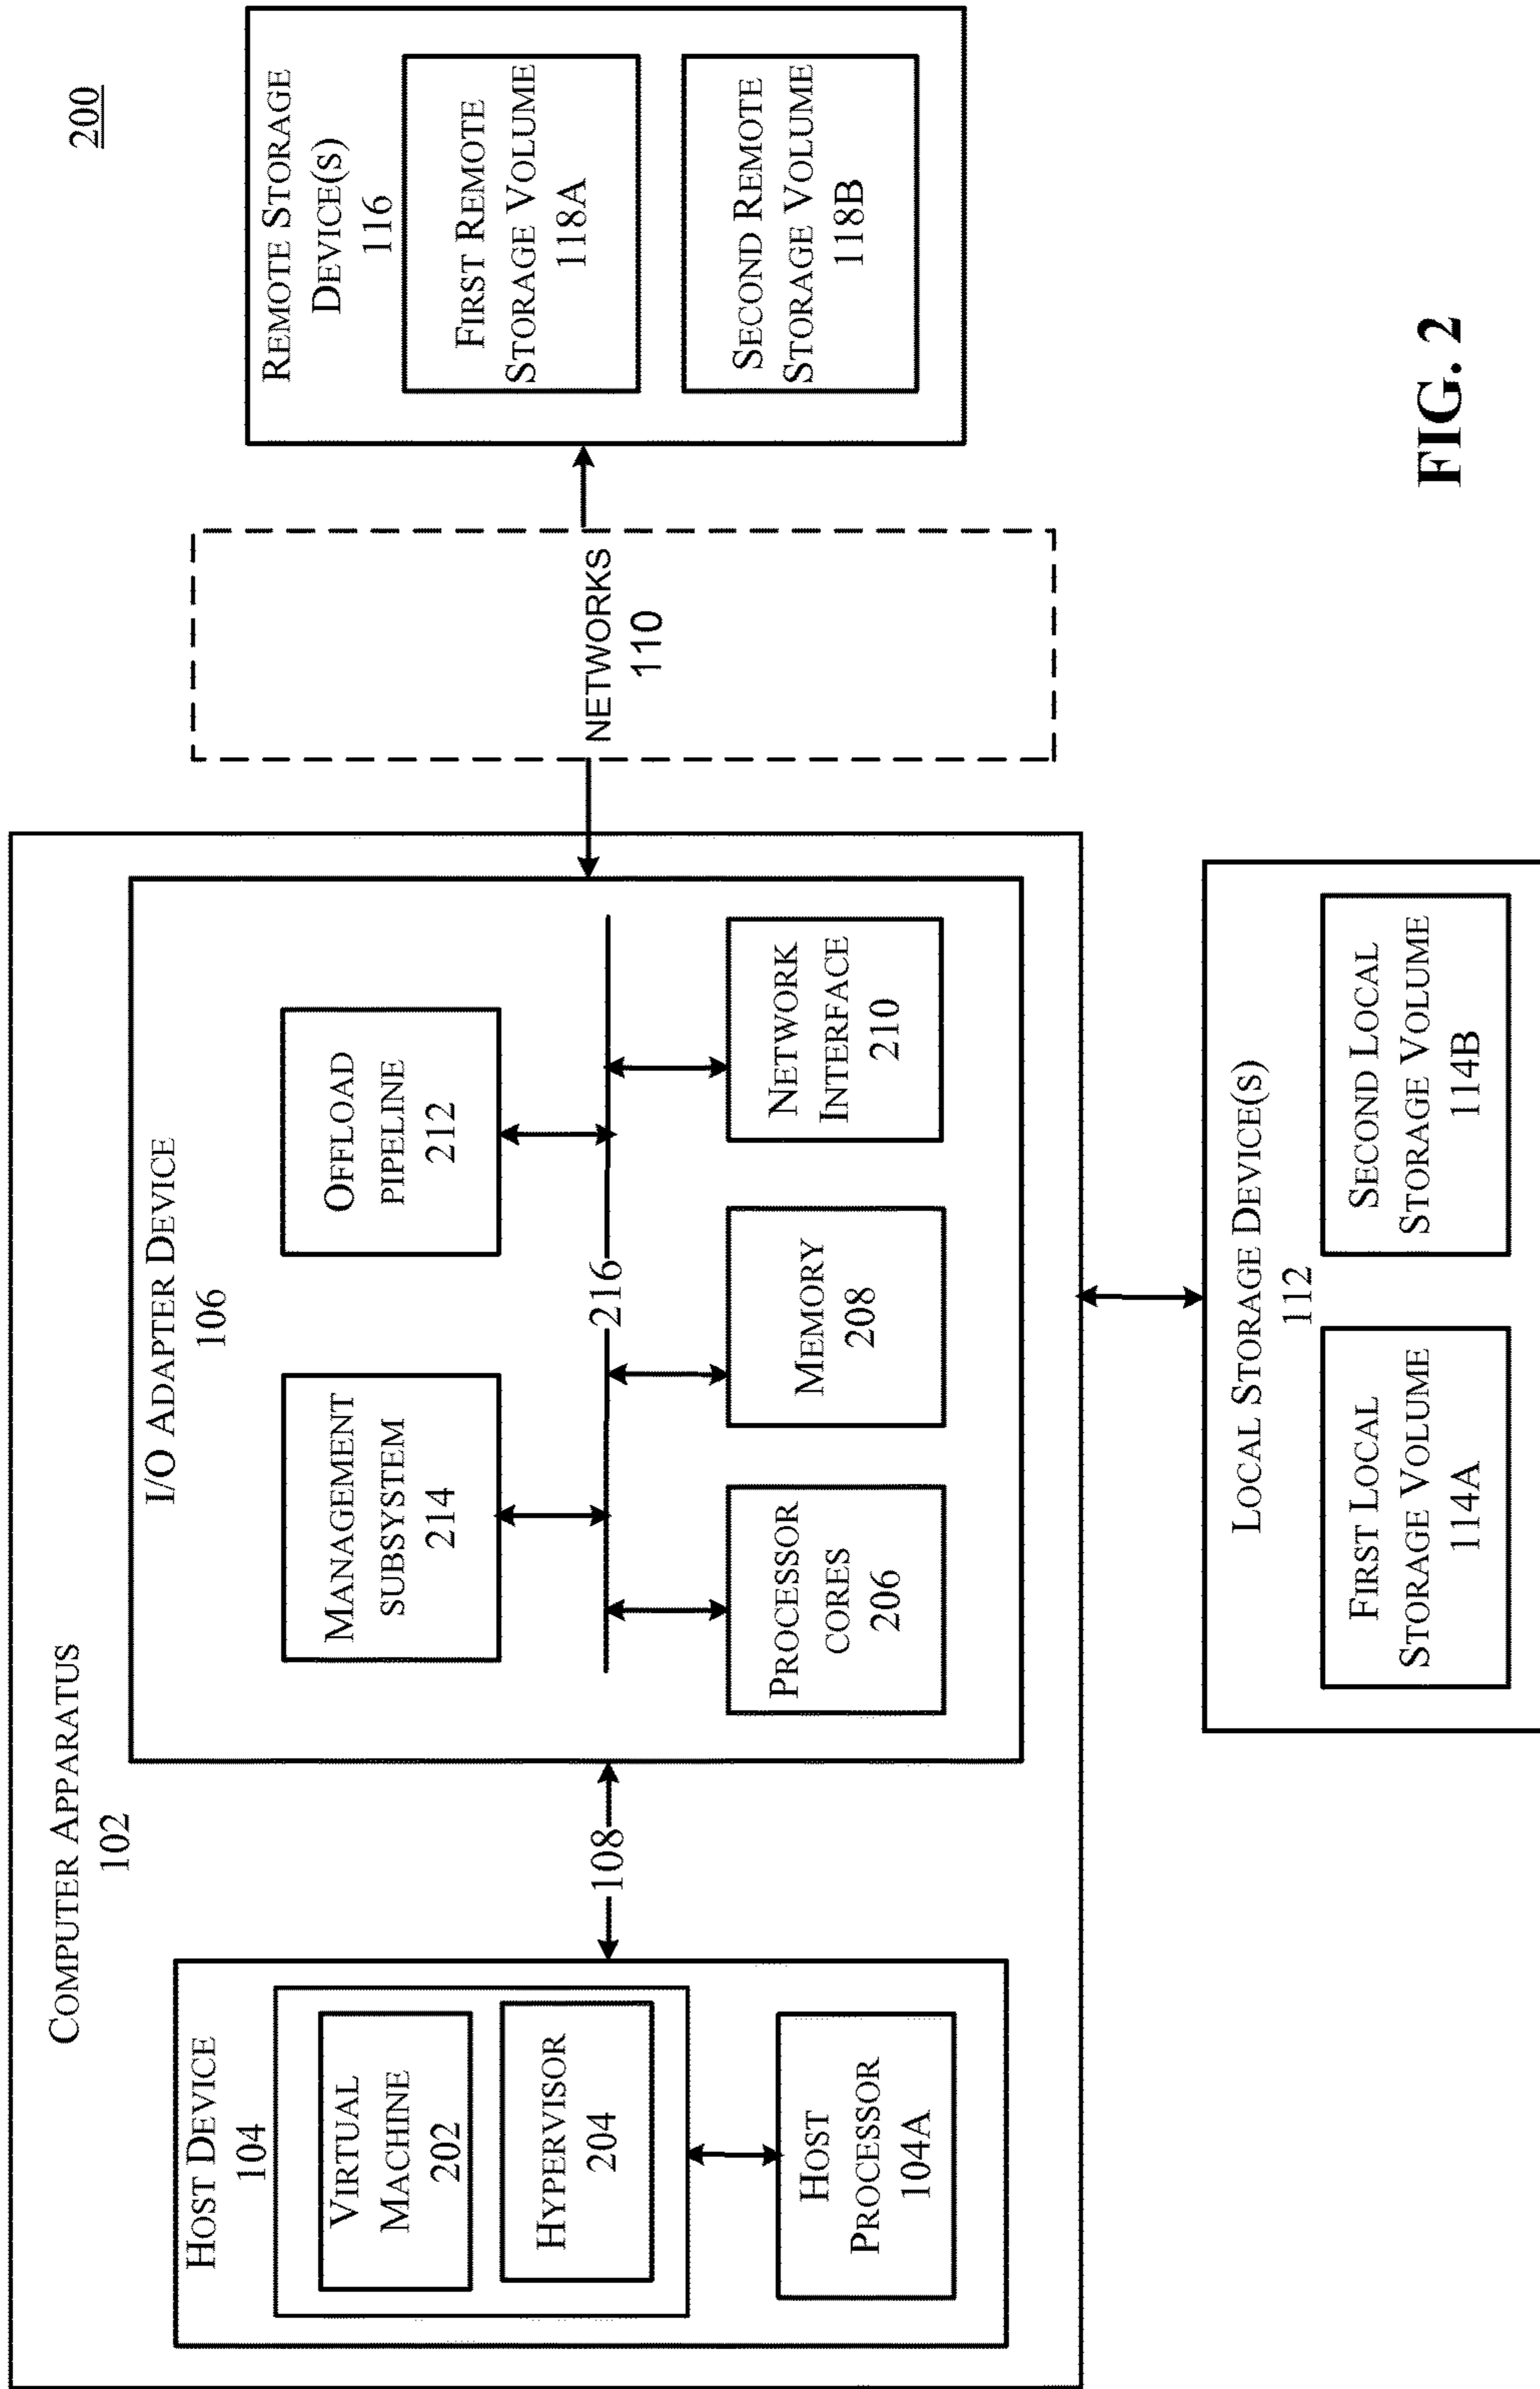 200
COMPUTER APPARATUS
102
HOST DEVICE
104
VIRTUAL
MACHINE
202
HYPERVISOR
204
HOST
PROCESSOR
104A
108
I/O ADAPTER DEVICE
106
MANAGEMENT
SUBSYSTEM
214
OFFLOAD
PIPELINE
212
216
PROCESSOR
CORES
206
MEMORY
208
NETWORK
INTERFACE
210
NETWORKS
110
REMOTE STORAGE
DEVICE(S)
116
FIRST REMOTE
STORAGE VOLUME
118A
SECOND REMOTE
STORAGE VOLUME
118B
LOCAL STORAGE DEVICE(S)
112
FIRST LOCAL
STORAGE VOLUME
114A
SECOND LOCAL
STORAGE VOLUME
114B
FIG. 2